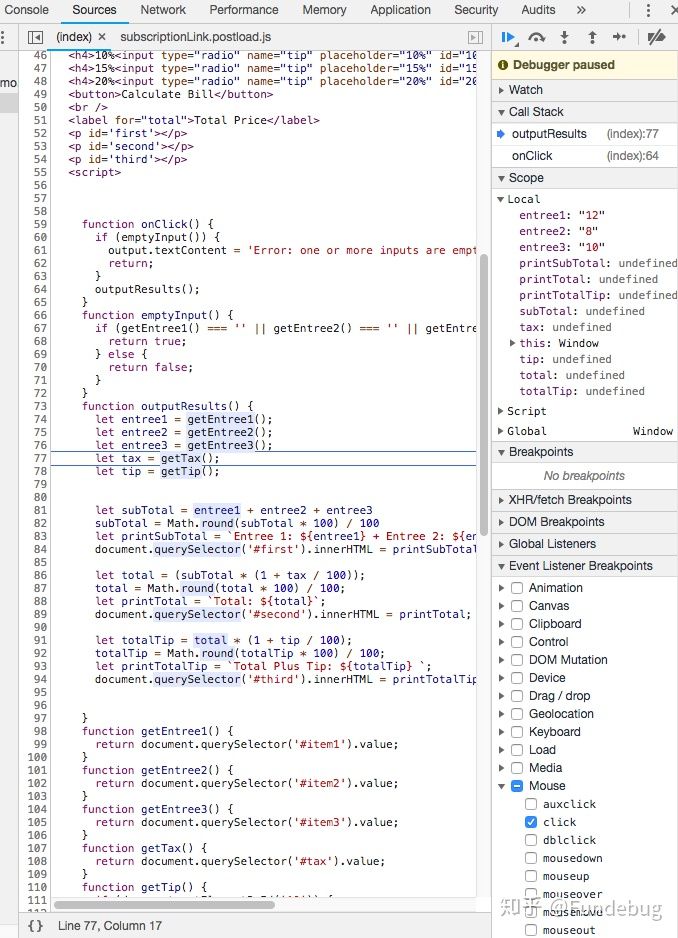 Console Sources Network Performance Memory Application Security Audits »
(index) × subscriptionLink.postload.js
mo.
Debugger paused
46 <h4>10%<input type="radio" name="tip" placeholder="10%" id="10
47 <h4>15%<input type="radio" name="tip" placeholder="15%" id="15
48 <h4>20%<input type="radio" name="tip" placeholder="20%" id="20
49 <button>Calculate Bill</button>
50 <br />
51 <label for="total">Total Price</label>
52 <p id='first'></p>
53 <p id='second'></p>
54 <p id='third'></p>
55 <script>
56
57
58
59 function onClick() {
60 if (emptyInput()) {
61 output.textContent = 'Error: one or more inputs are empt
62 return;
63 }
64 outputResults();
65 }
66 function emptyInput() {
67 if (getEntree1() === '' || getEntree2() === '' || getEntre
68 return true;
69 } else {
70 return false;
71 }
72 }
73 function outputResults() {
74 let entree1 = getEntree1();
75 let entree2 = getEntree2();
76 let entree3 = getEntree3();
77 let tax = getTax();
78 let tip = getTip();
79
80
81 let subTotal = entree1 + entree2 + entree3
82 subTotal = Math.round(subTotal * 100) / 100
83 let printSubTotal = `Entree 1: ${entree1} + Entree 2: ${en
84 document.querySelector('#first').innerHTML = printSubTotal
85
86 let total = (subTotal * (1 + tax / 100));
87 total = Math.round(total * 100) / 100;
88 let printTotal = `Total: ${total}`;
89 document.querySelector('#second').innerHTML = printTotal;
90
91 let totalTip = total * (1 + tip / 100);
92 totalTip = Math.round(totalTip * 100) / 100;
93 let printTotalTip = `Total Plus Tip: ${totalTip} `;
94 document.querySelector('#third').innerHTML = printTotalTip
95
96
97 }
98 function getEntree1() {
99 return document.querySelector('#item1').value;
100 }
101 function getEntree2() {
102 return document.querySelector('#item2').value;
103 }
104 function getEntree3() {
105 return document.querySelector('#item3').value;
106 }
107 function getTax() {
108 return document.querySelector('#tax').value;
109 }
110 function getTip() {
111
{} Line 77, Column 17
Watch
Call Stack
outputResults (index):77
onClick (index):64
Scope
Local
entree1: "12"
entree2: "8"
entree3: "10"
printSubTotal: undefined
printTotal: undefined
printTotalTip: undefined
subTotal: undefined
tax: undefined
this: Window
tip: undefined
total: undefined
totalTip: undefined
Script
Global Window
Breakpoints
No breakpoints
XHR/fetch Breakpoints
DOM Breakpoints
Global Listeners
Event Listener Breakpoints
Animation
Canvas
Clipboard
Control
DOM Mutation
Device
Drag / drop
Geolocation
Keyboard
Load
Media
Mouse
auxclick
click
dblclick
mousedown
mouseup
mouseover
mousemove
mouseout
知乎 @Fundebug